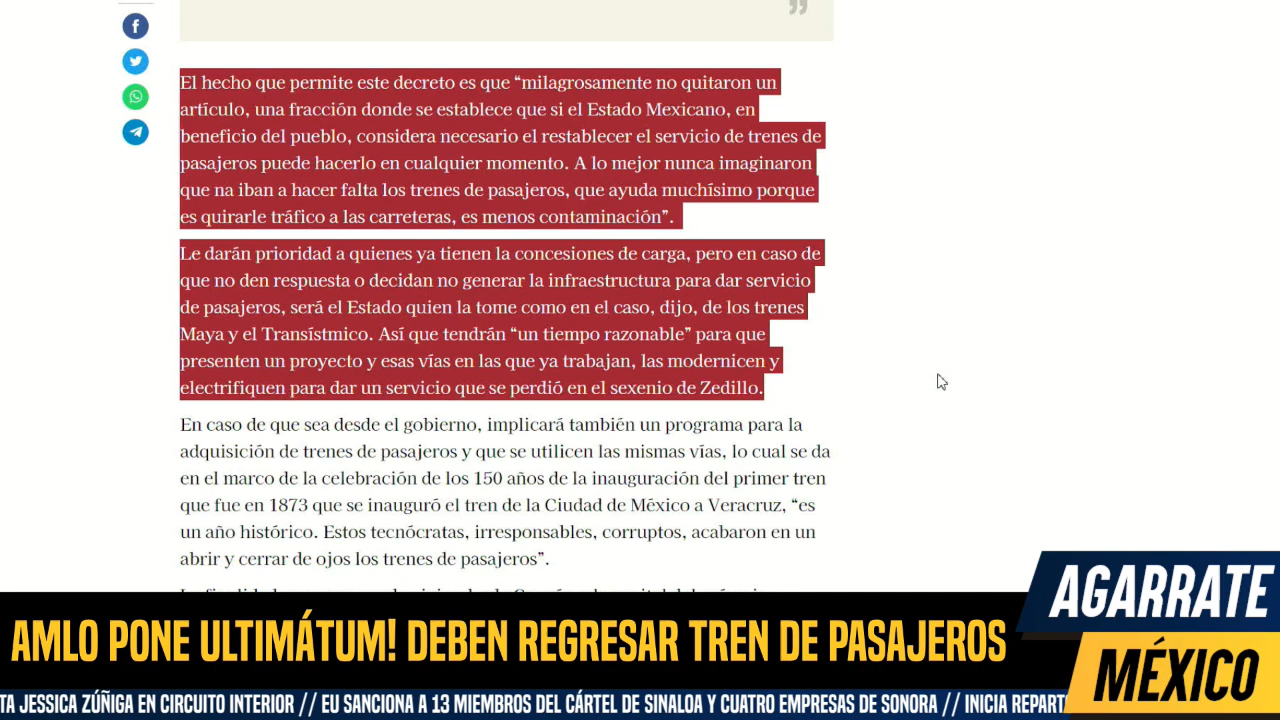 ”
El hecho que permite este decreto es que “milagrosamente no quitaron un
artículo, una fracción donde se establece que si el Estado Mexicano, en
beneficio del pueblo, considera necesario el restablecer el servicio de trenes de
pasajeros puede hacerlo en cualquier momento. A lo mejor nunca imaginaron
que na iban a hacer falta los trenes de pasajeros, que ayuda muchísimo porque
es quirarle tráfico a las carreteras, es menos contaminación”.
Le darán prioridad a quienes ya tienen la concesiones de carga, pero en caso de
que no den respuesta o decidan no generar la infraestructura para dar servicio
de pasajeros, será el Estado quien la tome como en el caso, dijo, de los trenes
Maya y el Transístmico. Así que tendrán “un tiempo razonable” para que
presenten un proyecto y esas vías en las que ya trabajan, las modernicen y
electrifiquen para dar un servicio que se perdió en el sexenio de Zedillo.
En caso de que sea desde el gobierno, implicará también un programa para la
adquisición de trenes de pasajeros y que se utilicen las mismas vías, lo cual se da
en el marco de la celebración de los 150 años de la inauguración del primer tren
que fue en 1873 que se inauguró el tren de la Ciudad de México a Veracruz, “es
un año histórico. Estos tecnócratas, irresponsables, corruptos, acabaron en un
abrir y cerrar de ojos los trenes de pasajeros”.
AMLO PONE ULTIMÁTUM! DEBEN REGRESAR TREN DE PASAJEROS
AGARRATE
MÉXICO
TA JESSICA ZÚÑIGA EN CIRCUITO INTERIOR // EU SANCIONA A 13 MIEMBROS DEL CÁRTEL DE SINALOA Y CUATRO EMPRESAS DE SONORA // INICIA REPART